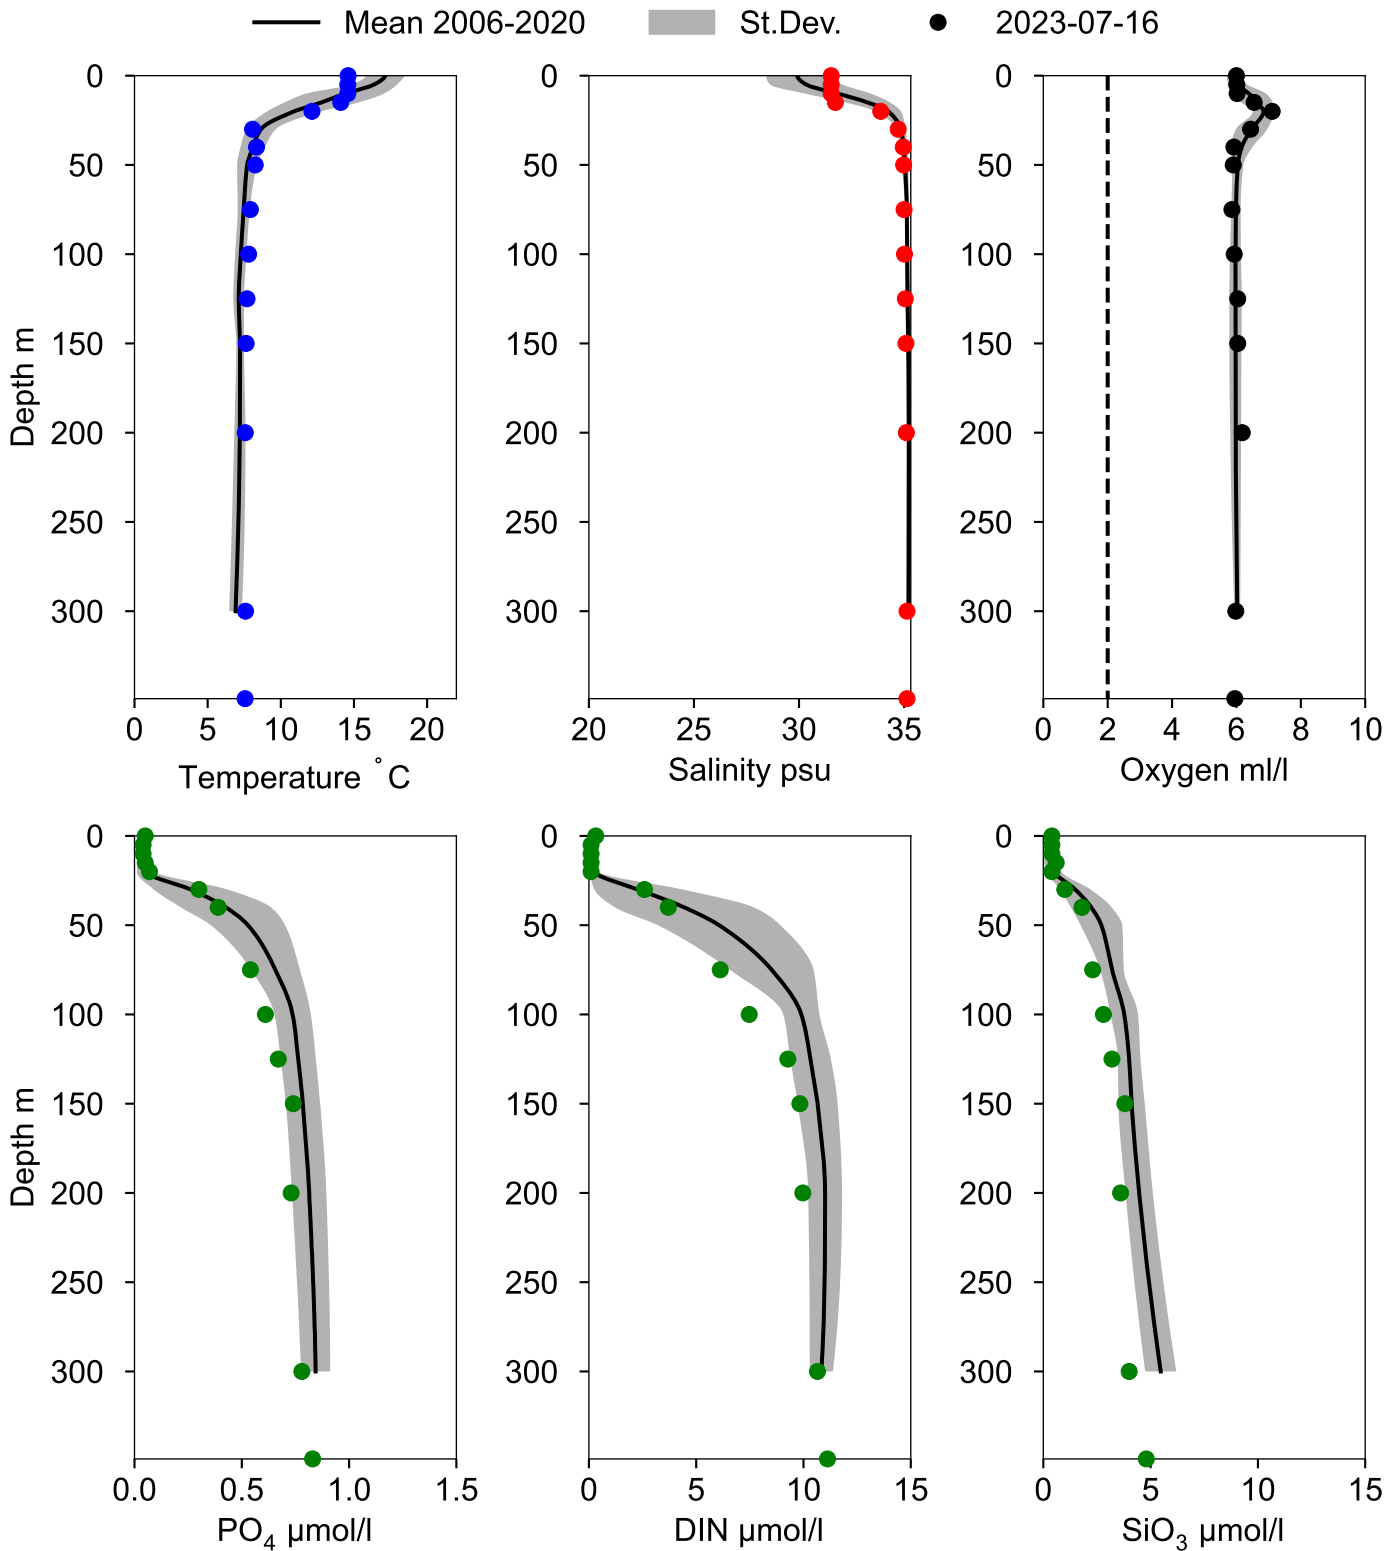 Mean 2006-2020 St.Dev. 2023-07-16
0 0 0
50 50 50
100 100 100
150 150 150
200 200 200
250 250 250
300 300 300
Depth m
0 5 10 15 20 20 25 30 35 0 2 4 6 8 10
Temperature °C Salinity psu Oxygen ml/l
0 0 0
50 50 50
100 100 100
150 150 150
200 200 200
250 250 250
300 300 300
Depth m
0.0 0.5 1.0 1.5 0 5 10 15 0 5 10 15
PO₄ µmol/l DIN µmol/l SiO₃ µmol/l